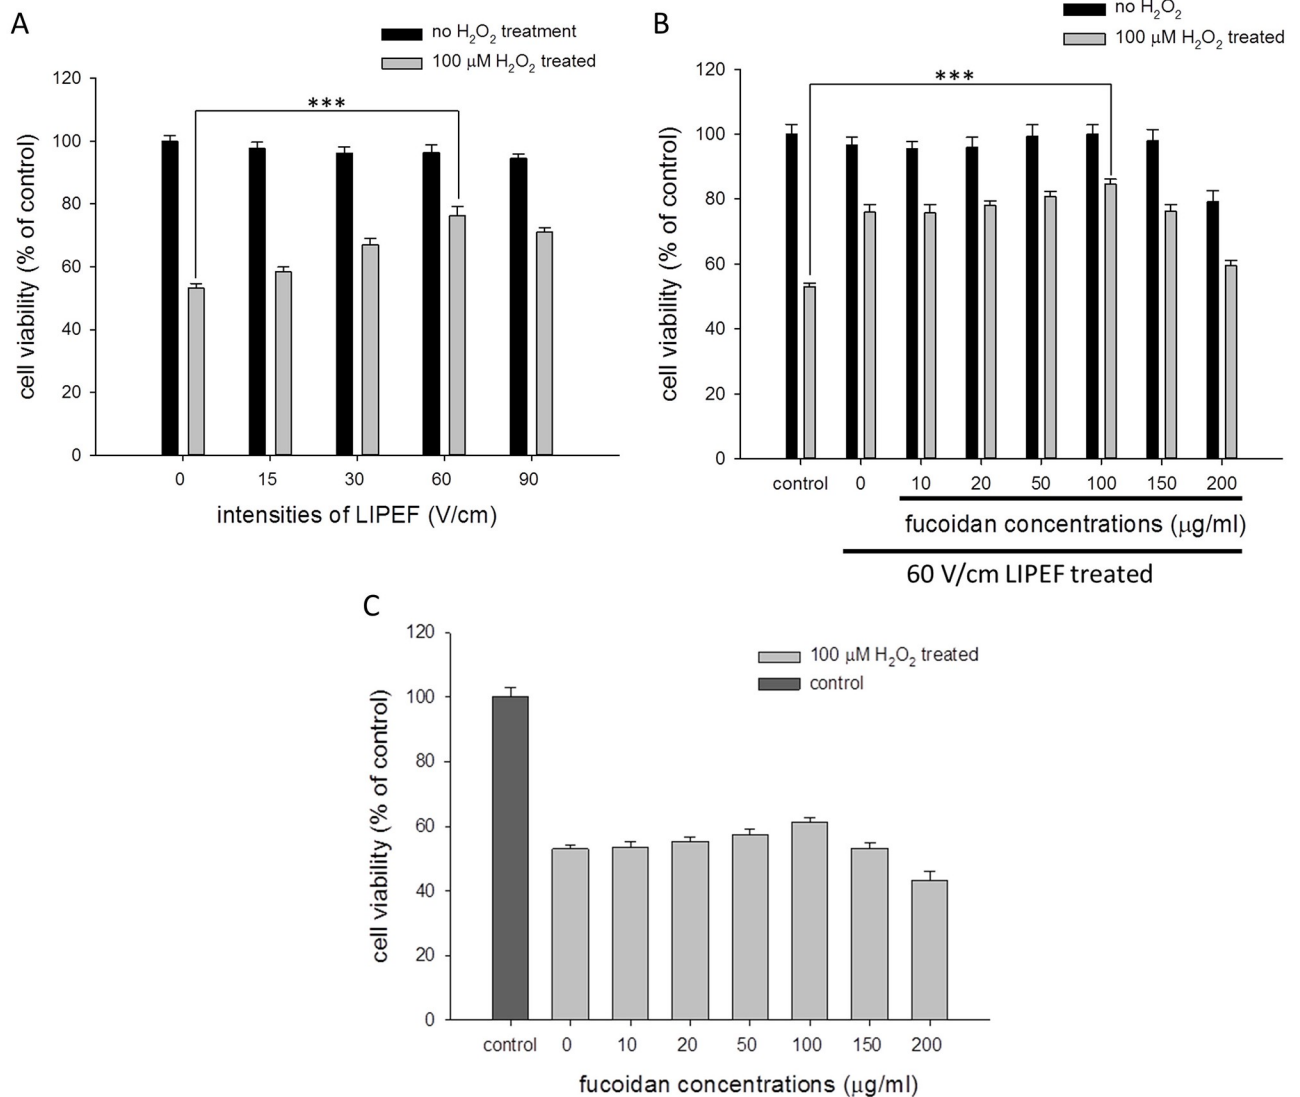 A
no H2O2 treatment
100 μM H2O2 treated
120
100
80
60
40
20
0
cell viability (% of control)
***
0 15 30 60 90
intensities of LIPEF (V/cm)
B
no H2O2
100 μM H2O2 treated
120
100
80
60
40
20
0
cell viability (% of control)
***
control 0 10 20 50 100 150 200
fucoidan concentrations (μg/ml)
60 V/cm LIPEF treated
C
100 μM H2O2 treated
control
120
100
80
60
40
20
0
cell viability (% of control)
control 0 10 20 50 100 150 200
fucoidan concentrations (μg/ml)